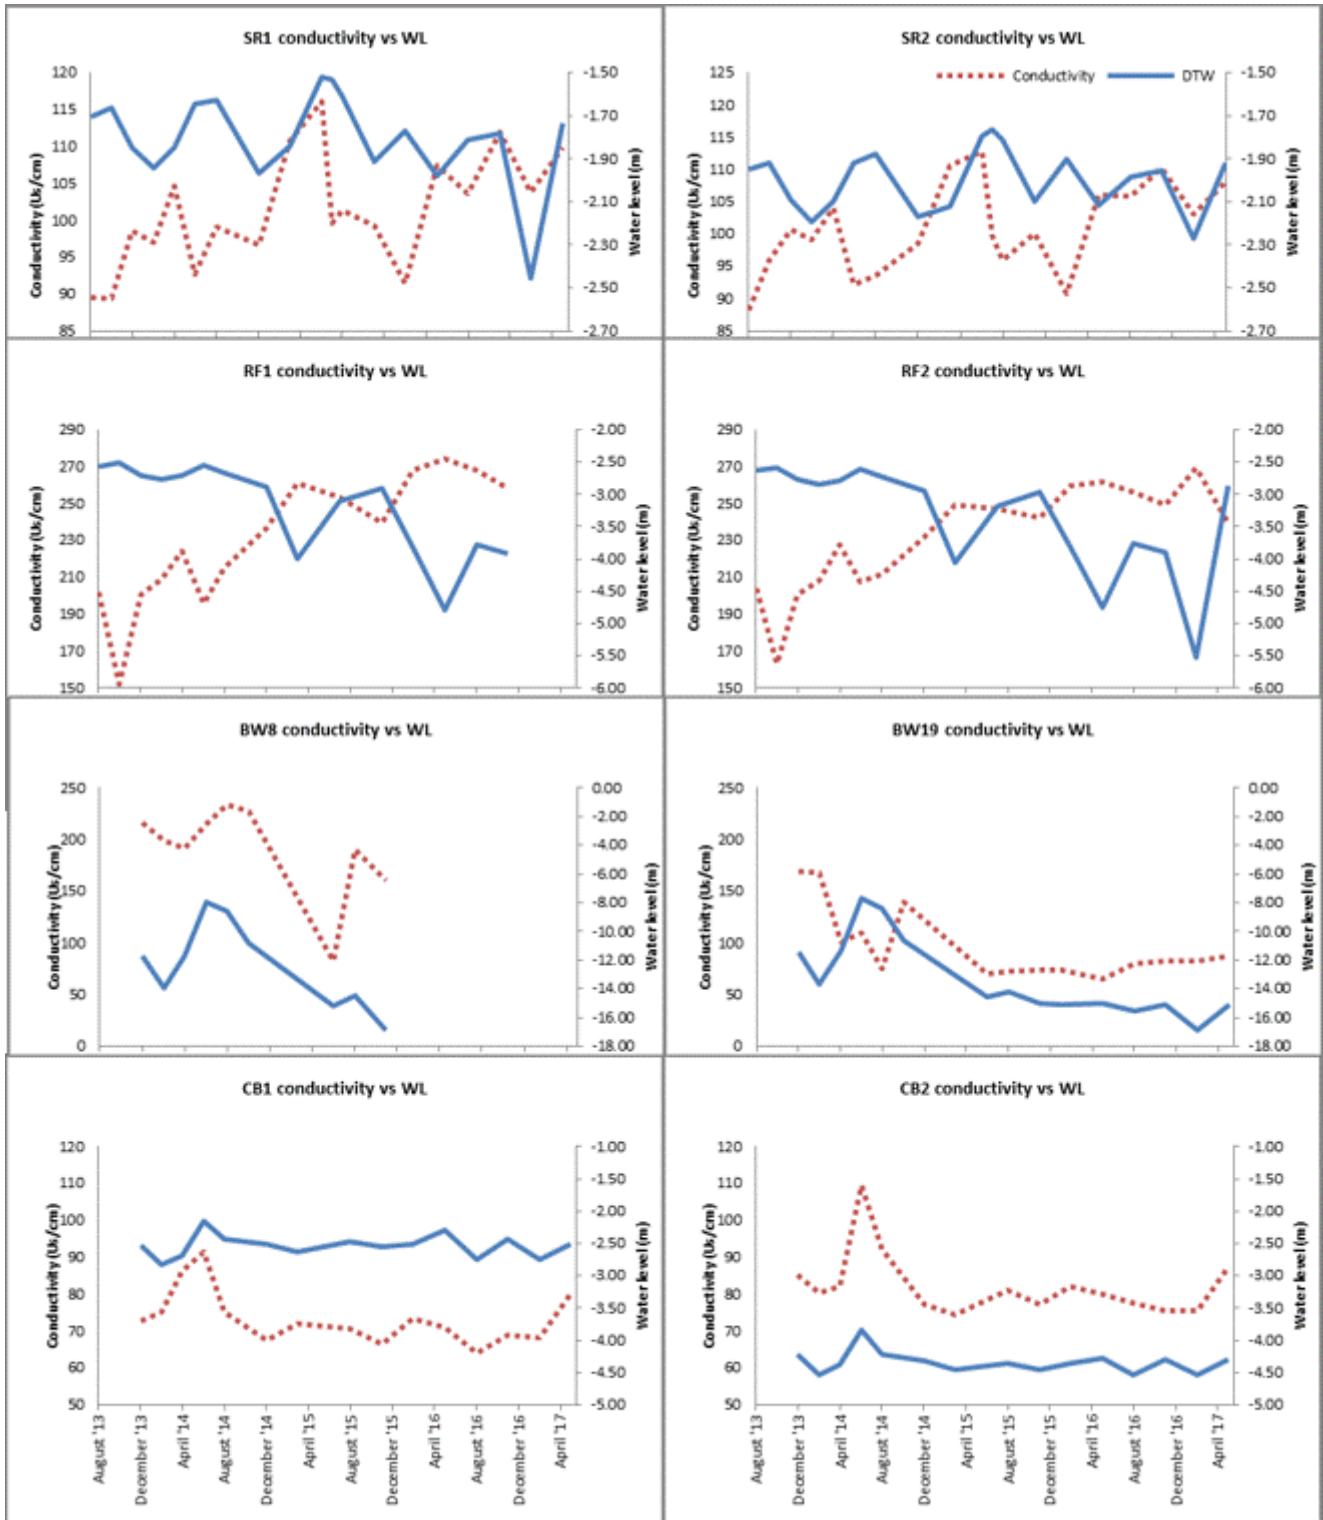 SR1 conductivity vs WL
120
115
110
105
100
95
90
85
Conductivity (Us/cm)
-1.50
-1.70
-1.90
-2.10
-2.30
-2.50
-2.70
Water level (m)
SR2 conductivity vs WL
Conductivity
DTW
125
120
115
110
105
100
95
90
85
Conductivity (Us/cm)
-1.50
-1.70
-1.90
-2.10
-2.30
-2.50
-2.70
Water level (m)
RF1 conductivity vs WL
290
270
250
230
210
190
170
150
Conductivity (Us/cm)
-2.00
-2.50
-3.00
-3.50
-4.00
-4.50
-5.00
-5.50
-6.00
Water level (m)
RF2 conductivity vs WL
290
270
250
230
210
190
170
150
Conductivity (Us/cm)
-2.00
-2.50
-3.00
-3.50
-4.00
-4.50
-5.00
-5.50
-6.00
Water level (m)
BW8 conductivity vs WL
250
200
150
100
50
0
Conductivity (Us/cm)
0.00
-2.00
-4.00
-6.00
-8.00
-10.00
-12.00
-14.00
-16.00
-18.00
Water level (m)
BW19 conductivity vs WL
250
200
150
100
50
0
Conductivity (Us/cm)
0.00
-2.00
-4.00
-6.00
-8.00
-10.00
-12.00
-14.00
-16.00
-18.00
Water level (m)
CB1 conductivity vs WL
120
110
100
90
80
70
60
50
Conductivity (Us/cm)
-1.00
-1.50
-2.00
-2.50
-3.00
-3.50
-4.00
-4.50
-5.00
Water level (m)
August '13
December '13
April '14
August '14
December '14
April '15
August '15
December '15
April '16
August '16
December '16
April '17
CB2 conductivity vs WL
120
110
100
90
80
70
60
50
Conductivity (Us/cm)
-1.00
-1.50
-2.00
-2.50
-3.00
-3.50
-4.00
-4.50
-5.00
Water level (m)
August '13
December '13
April '14
August '14
December '14
April '15
August '15
December '15
April '16
August '16
December '16
April '17